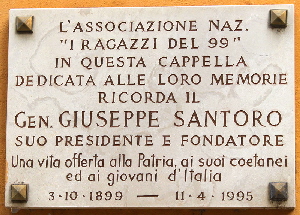 L'ASSOCIAZIONE NAZ.
"I RAGAZZI DEL 99"
IN QUESTA CAPPELLA
DEDICATA ALLE LORO MEMORIE
RICORDA IL
GEN. GIUSEPPE SANTORO
SUO PRESIDENTE E FONDATORE
Una vita offerta alla Patria, ai suoi coetanei
ed ai giovani d'Italia
3-10-1899 — 11-4-1995